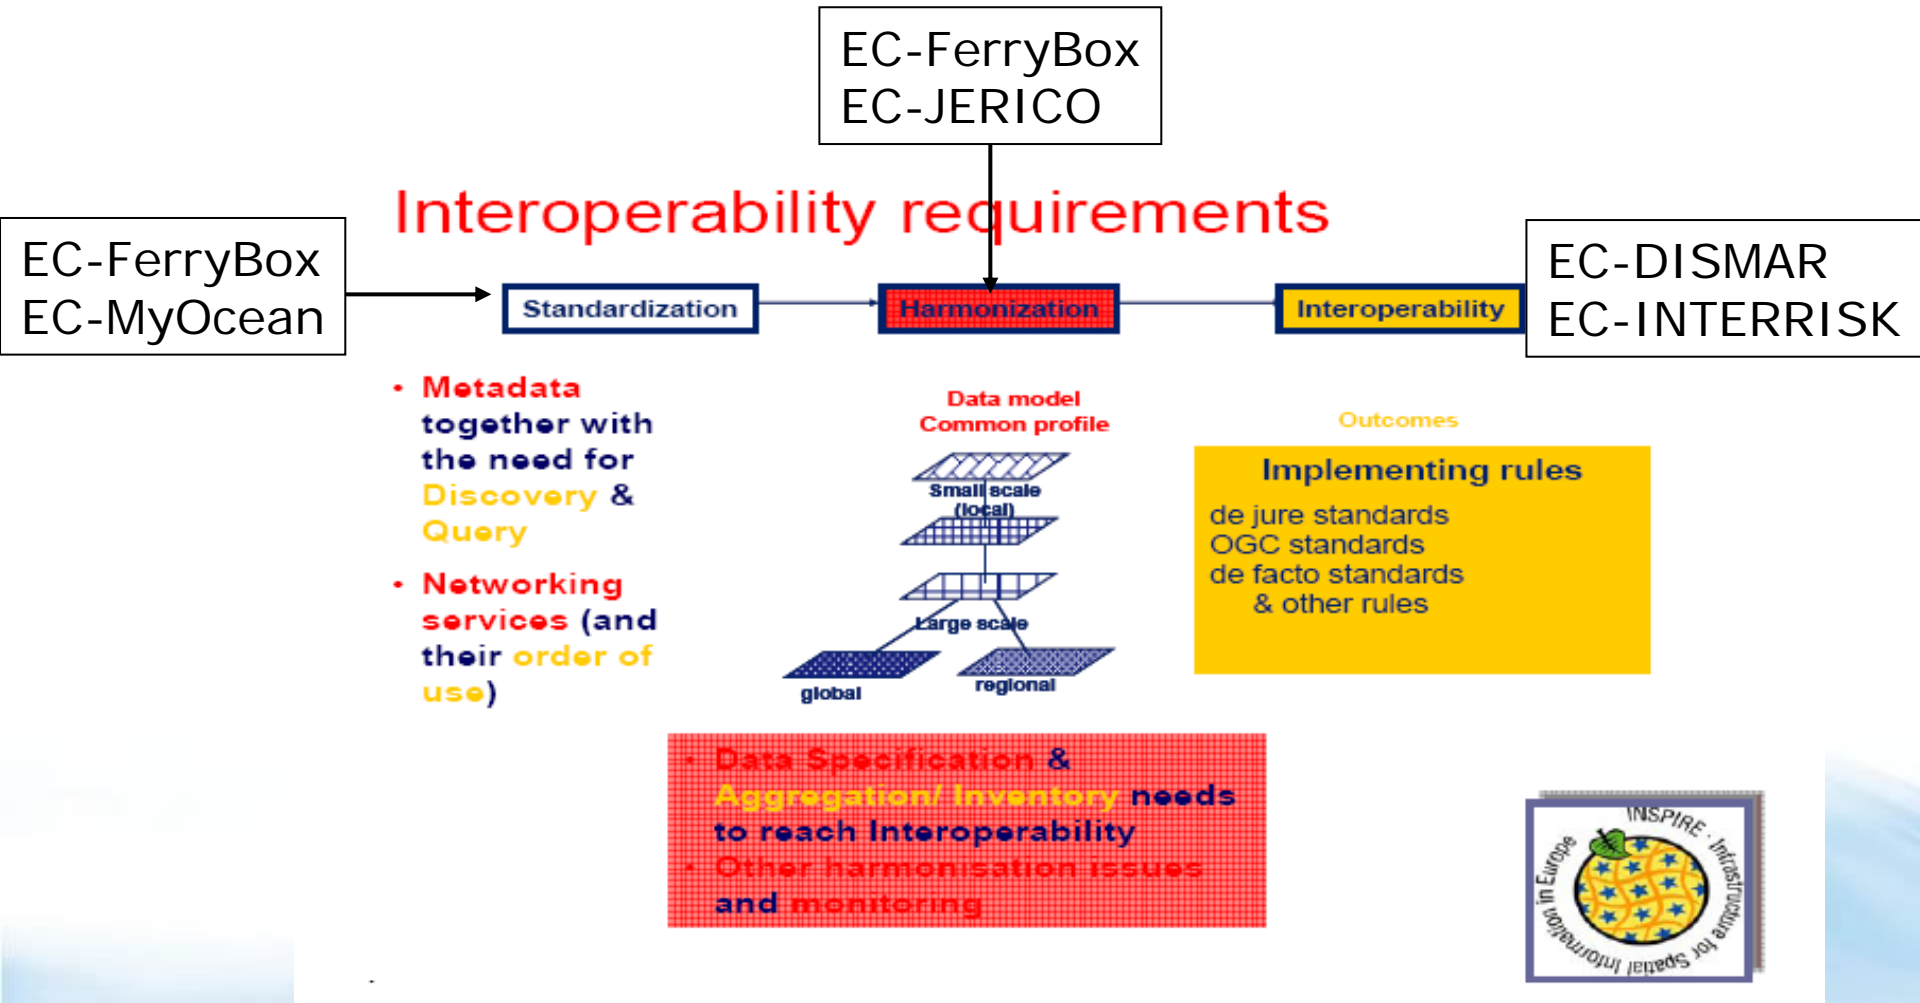 EC-FerryBox
EC-JERICO
Interoperability requirements
EC-FerryBox
EC-MyOcean
EC-DISMAR
EC-INTERRISK
Standardization
Harmonization
Interoperability
• Metadata
together with
the need for
Discovery &
Query
• Networking
services (and
their order of
use)
Data model
Common profile
Small scale
(local)
Large scale
global
regional
Outcomes
Implementing rules
de jure standards
OGC standards
de facto standards
& other rules
• Data Specification &
Aggregation/ Inventory needs
to reach Interoperability
• Other harmonisation issues
and monitoring
INSPIRE · Infrastructure for Spatial Information in Europe